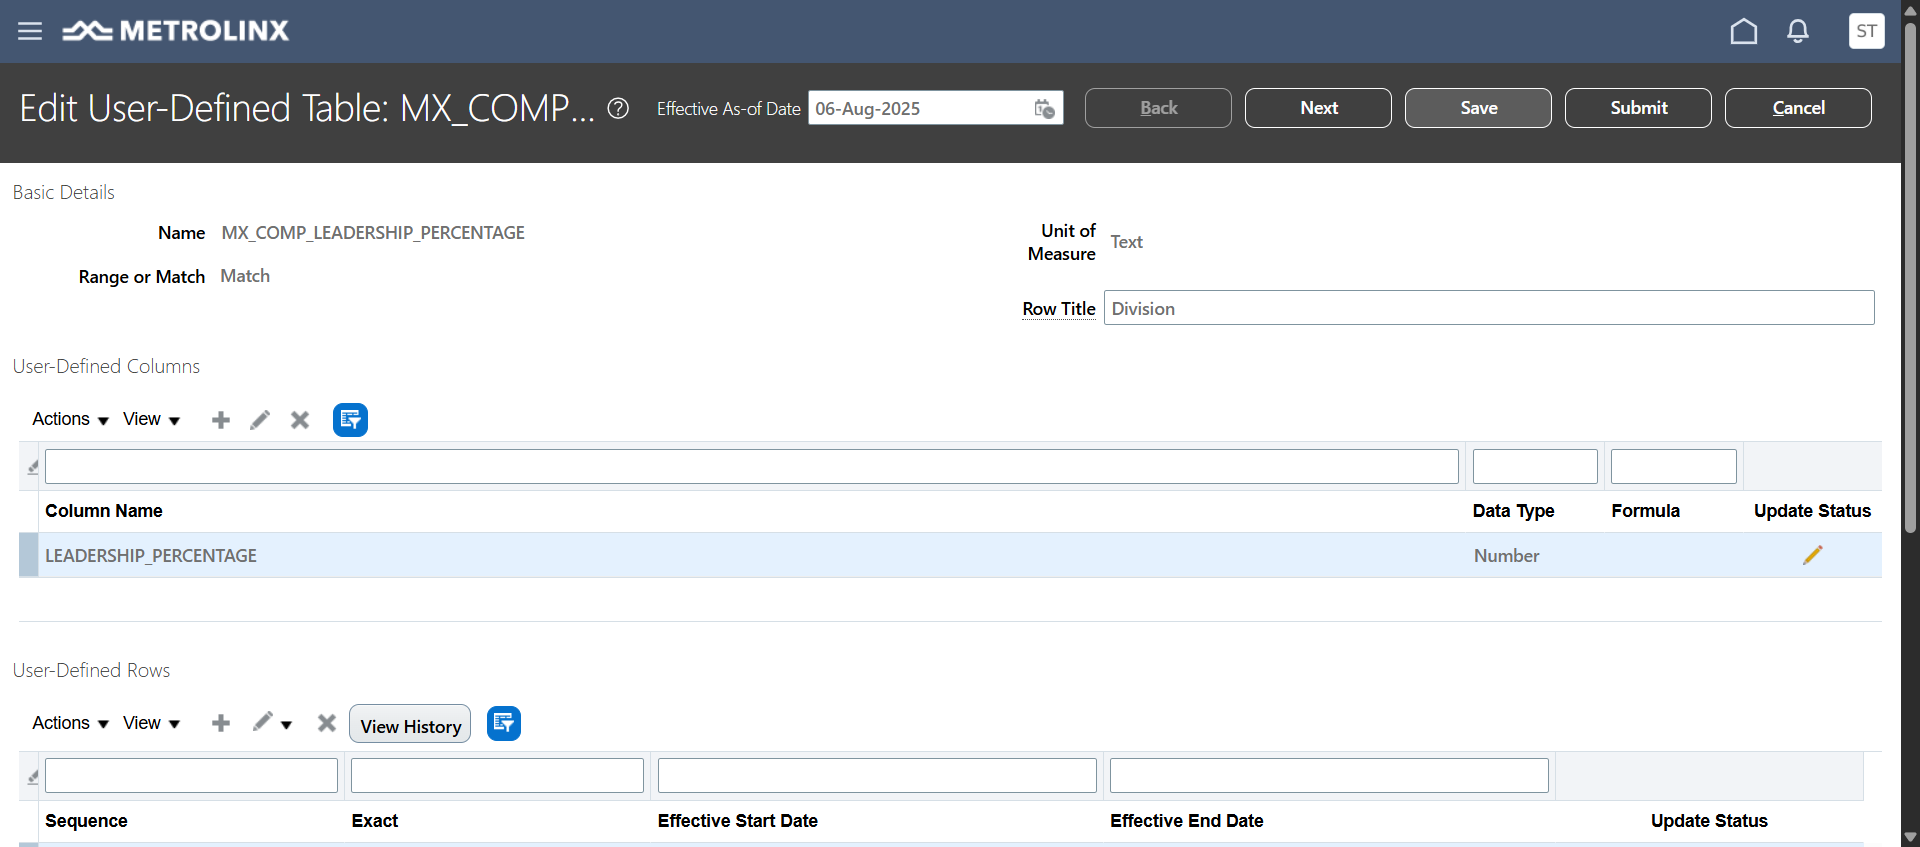 METROLINX
ST
Edit User-Defined Table: MX_COMP...
Effective As-of Date
06-Aug-2025
Back
Next
Save
Submit
Cancel
Basic Details
Name
MX_COMP_LEADERSHIP_PERCENTAGE
Range or Match
Match
Unit of
Measure
Text
Row Title
Division
User-Defined Columns
Actions
View
Column Name
Data Type
Formula
Update Status
LEADERSHIP_PERCENTAGE
Number
User-Defined Rows
Actions
View
View History
Sequence
Exact
Effective Start Date
Effective End Date
Update Status